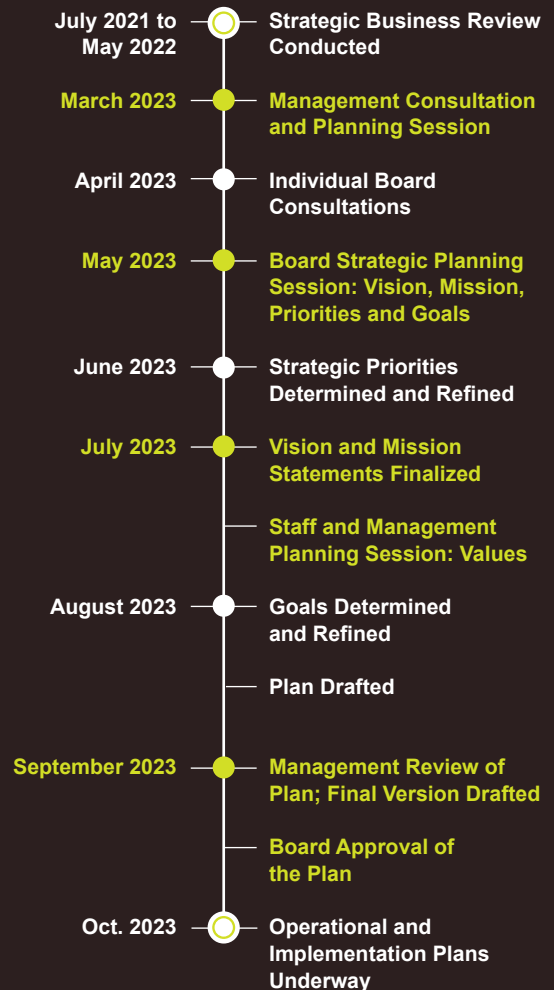 July 2021 to
May 2022
Strategic Business Review
Conducted
March 2023
Management Consultation
and Planning Session
April 2023
Individual Board
Consultations
May 2023
Board Strategic Planning
Session: Vision, Mission,
Priorities and Goals
June 2023
Strategic Priorities
Determined and Refined
July 2023
Vision and Mission
Statements Finalized
Staff and Management
Planning Session: Values
August 2023
Goals Determined
and Refined
Plan Drafted
September 2023
Management Review of
Plan; Final Version Drafted
Board Approval of
the Plan
Oct. 2023
Operational and
Implementation Plans
Underway